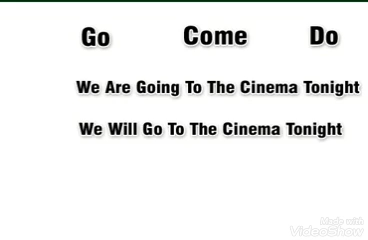 Go Come Do
We Are Going To The Cinema Tonight
We Will Go To The Cinema Tonight
Made with
VideoShow